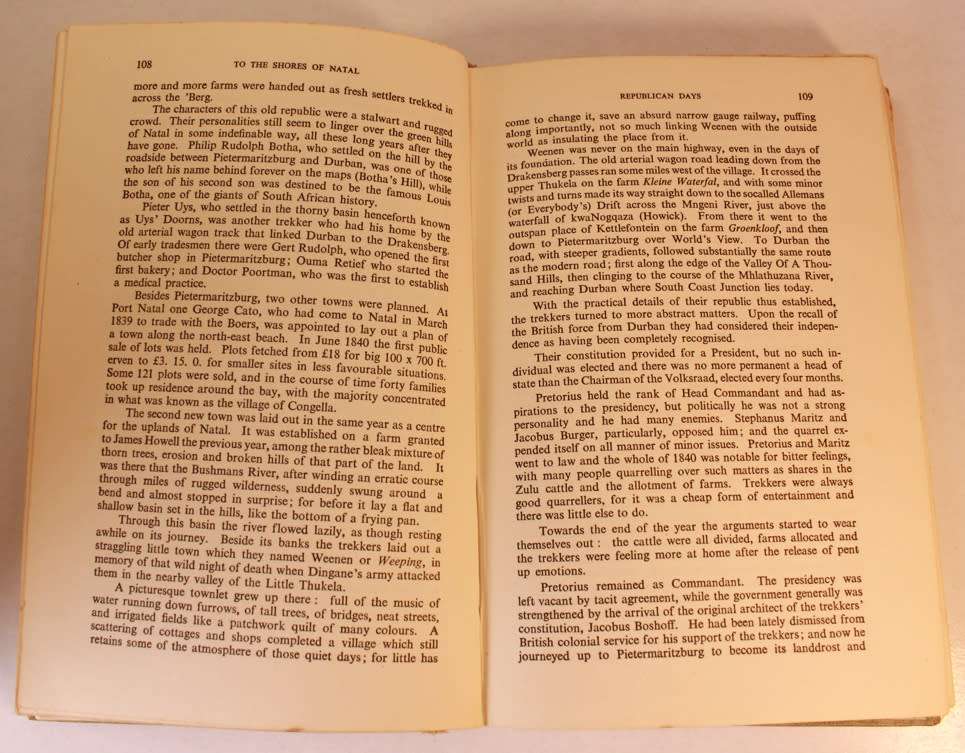 108
TO THE SHORES OF NATAL
more and more farms were handed out as fresh settlers trekked in
across the 'Berg.
The characters of this old republic were a stalwart and rugged
crowd. Their personalities still seem to linger over the green hills
of Natal in some indefinable way, all these long years after they
have gone. Philip Rudolph Botha, who settled on the hill by the
roadside between Pietermaritzburg and Durban, was one of those
who left his name behind forever on the maps (Botha's Hill), while
the son of his second son was destined to be the famous Louis
Botha, one of the giants of South African history.
Pieter Uys, who settled in the thorny basin henceforth known
as Uys' Doorns, was another trekker who had his home by the
old arterial wagon track that linked Durban to the Drakensberg.
Of early tradesmen there were Gert Rudolph, who opened the first
butcher shop in Pietermaritzburg; Ouma Retief who started the
first bakery; and Doctor Poortman, who was the first to establish
a medical practice.
Besides Pietermaritzburg, two other towns were planned. At
Port Natal one George Cato, who had come to Natal in March
1839 to trade with the Boers, was appointed to lay out a plan of
a town along the north-east beach. In June 1840 the first public
sale of lots was held. Plots fetched from £18 for big 100 x 700 ft.
erven to £3. 15. 0. for smaller sites in less favourable situations.
Some 121 plots were sold, and in the course of time forty families
took up residence around the bay, with the majority concentrated
in what was known as the village of Congella.
The second new town was laid out in the same year as a centre
for the uplands of Natal. It was established on a farm granted
to James Howell the previous year, among the rather bleak mixture of
thorn trees, erosion and broken hills of that part of the land. It
was there that the Bushmans River, after winding an erratic course
through miles of rugged wilderness, suddenly swung around a
bend and almost stopped in surprise; for before it lay a flat and
shallow basin set in the hills, like the bottom of a frying pan.
Through this basin the river flowed lazily, as though resting
awhile on its journey. Beside its banks the trekkers laid out a
straggling little town which they named Weenen or Weeping, in
memory of that wild night of death when Dingane's army attacked
them in the nearby valley of the Little Thukela.
A picturesque townlet grew up there : full of the music of
water running down furrows, of tall trees, of bridges, neat streets,
and irrigated fields like a patchwork quilt of many colours. A
scattering of cottages and shops completed a village which still
retains some of the atmosphere of those quiet days; for little has
REPUBLICAN DAYS
109
come to change it, save an absurd narrow gauge railway, puffing
along importantly, not so much linking Weenen with the outside
world as insulating the place from it.
Weenen was never on the main highway, even in the days of
its foundation. The old arterial wagon road leading down from the
Drakensberg passes ran some miles west of the village. It crossed the
upper Thukela on the farm Kleine Waterfal, and with some minor
twists and turns made its way straight down to the socalled Allemans
(or Everybody's) Drift across the Mngeni River, just above the
waterfall of kwaNogqaza (Howick). From there it went to the
outspan place of Kettlefontein on the farm Groenkloof, and then
down to Pietermaritzburg over World's View. To Durban the
road, with steeper gradients, followed substantially the same route
as the modern road; first along the edge of the Valley Of A Thou-
sand Hills, then clinging to the course of the Mhlathuzana River,
and reaching Durban where South Coast Junction lies today.
With the practical details of their republic thus established,
the trekkers turned to more abstract matters. Upon the recall of
the British force from Durban they had considered their indepen-
dence as having been completely recognised.
Their constitution provided for a President, but no such in-
dividual was elected and there was no more permanent a head of
state than the Chairman of the Volksraad, elected every four months.
Pretorius held the rank of Head Commandant and had as-
pirations to the presidency, but politically he was not a strong
personality and he had many enemies. Stephanus Maritz and
Jacobus Burger, particularly, opposed him; and the quarrel ex-
pended itself on all manner of minor issues. Pretorius and Maritz
went to law and the whole of 1840 was notable for bitter feelings,
with many people quarrelling over such matters as shares in the
Zulu cattle and the allotment of farms. Trekkers were always
good quarrellers, for it was a cheap form of entertainment and
there was little else to do.
Towards the end of the year the arguments started to wear
themselves out : the cattle were all divided, farms allocated and
the trekkers were feeling more at home after the release of pent
up emotions.
Pretorius remained as Commandant. The presidency was
left vacant by tacit agreement, while the government generally was
strengthened by the arrival of the original architect of the trekkers'
constitution, Jacobus Boshoff. He had been lately dismissed from
British colonial service for his support of the trekkers; and now he
journeyed up to Pietermaritzburg to become its landdrost and